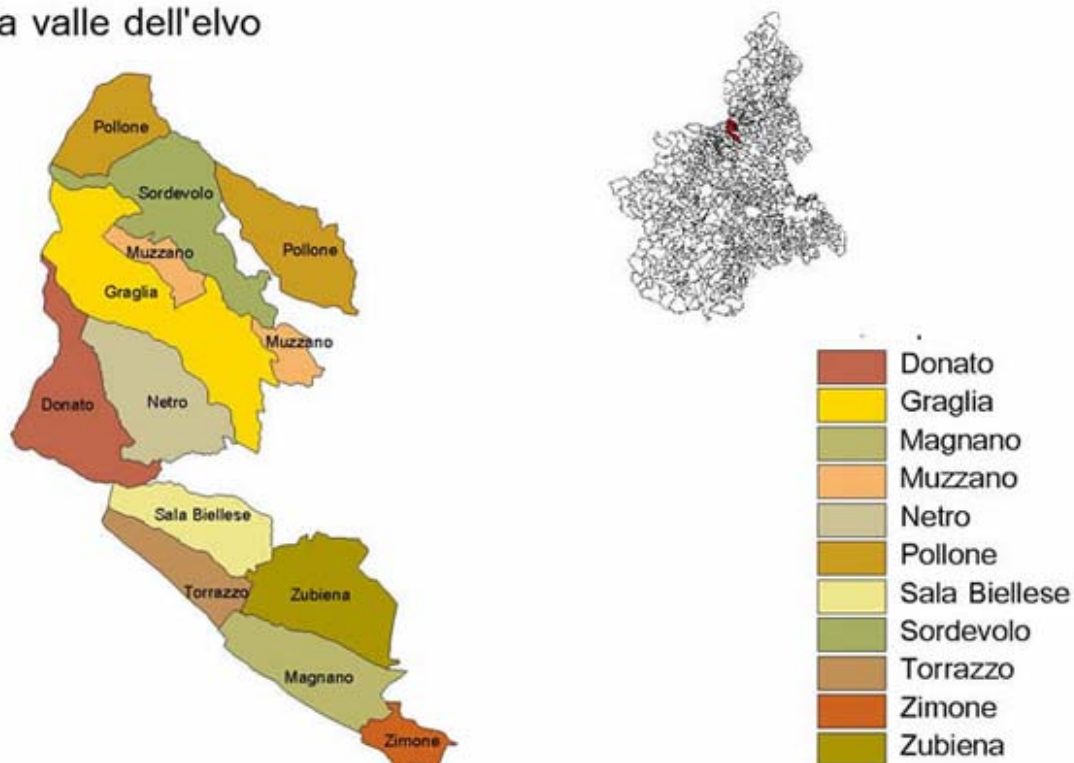 a valle dell'elvo
Pollone
Sordevolo
Pollone
Muzzano
Graglia
Muzzano
Donato
Netro
Sala Biellese
Torrazzo
Zubiena
Magnano
Zimone
Donato
Graglia
Magnano
Muzzano
Netro
Pollone
Sala Biellese
Sordevolo
Torrazzo
Zimone
Zubiena